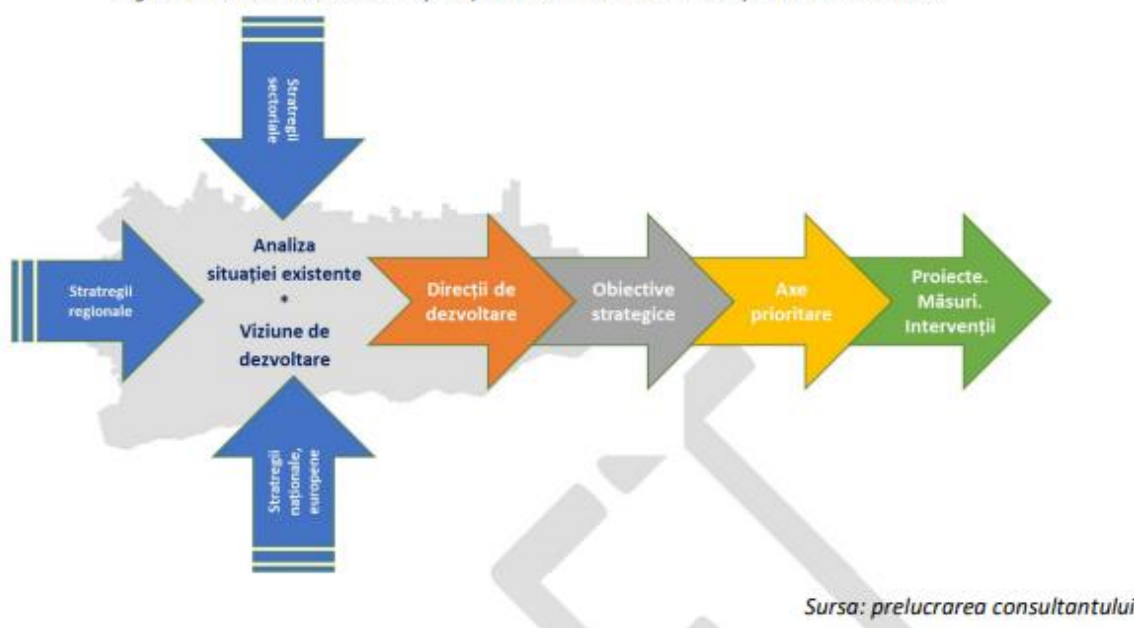 Stratregii
sectoriale
Stratregii
regionale
Analiza
situației existente
*
Viziune de
dezvoltare
Direcții de
dezvoltare
Obiective
strategice
Axe
prioritare
Proiecte.
Măsuri.
Intervenții
Stratregii
naționale,
europene
Sursa: prelucrarea consultantului